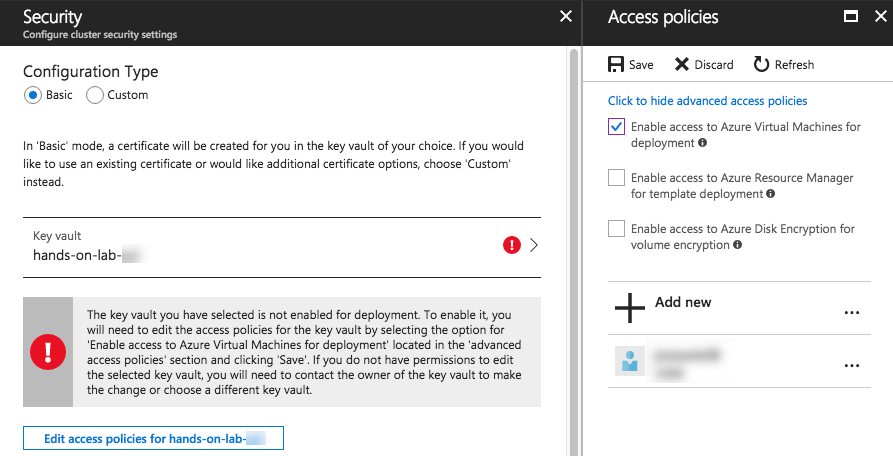 Security
Configure cluster security settings
Configuration Type
Basic
Custom
In 'Basic' mode, a certificate will be created for you in the key vault of your choice. If you would
like to use an existing certificate or would like additional certificate options, choose 'Custom'
instead.
Key vault
hands-on-lab-
The key vault you have selected is not enabled for deployment. To enable it, you
will need to edit the access policies for the key vault by selecting the option for
'Enable access to Azure Virtual Machines for deployment' located in the 'advanced
access policies' section and clicking 'Save'. If you do not have permissions to edit
the selected key vault, you will need to contact the owner of the key vault to make
the change or choose a different key vault.
Edit access policies for hands-on-lab-
Access policies
Save
Discard
Refresh
Click to hide advanced access policies
Enable access to Azure Virtual Machines for
deployment
Enable access to Azure Resource Manager
for template deployment
Enable access to Azure Disk Encryption for
volume encryption
Add new